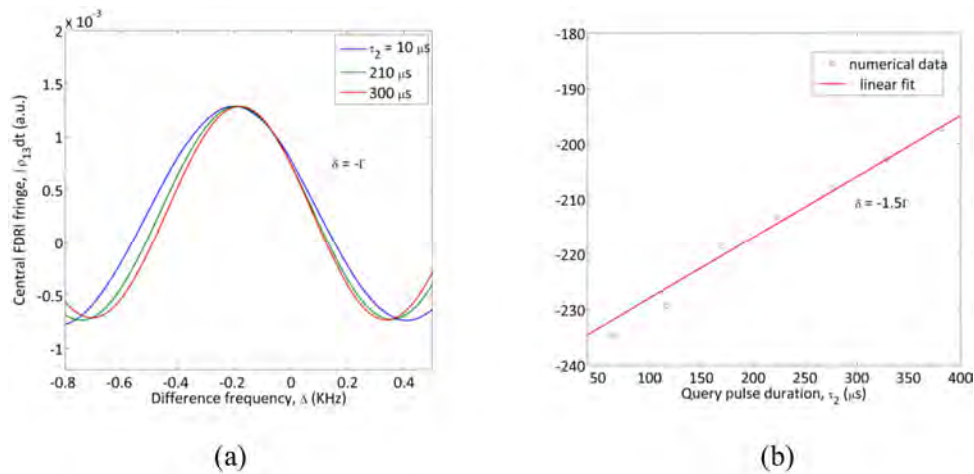 x 10⁻³
2
1.5
1
0.5
0
-0.5
-1
-0.8
-0.6
-0.4
-0.2
0
0.2
0.4
Central FDRI fringe, ∫ρ₁₃dt (a.u.)
Difference frequency, Δ (KHz)
τ₂ = 10 μs
210 μs
300 μs
δ = -Γ
(a)
-180
-190
-200
-210
-220
-230
-240
50
100
150
200
250
300
350
400
Query pulse duration, τ₂ (μs)
numerical data
linear fit
δ = -1.5Γ
(b)